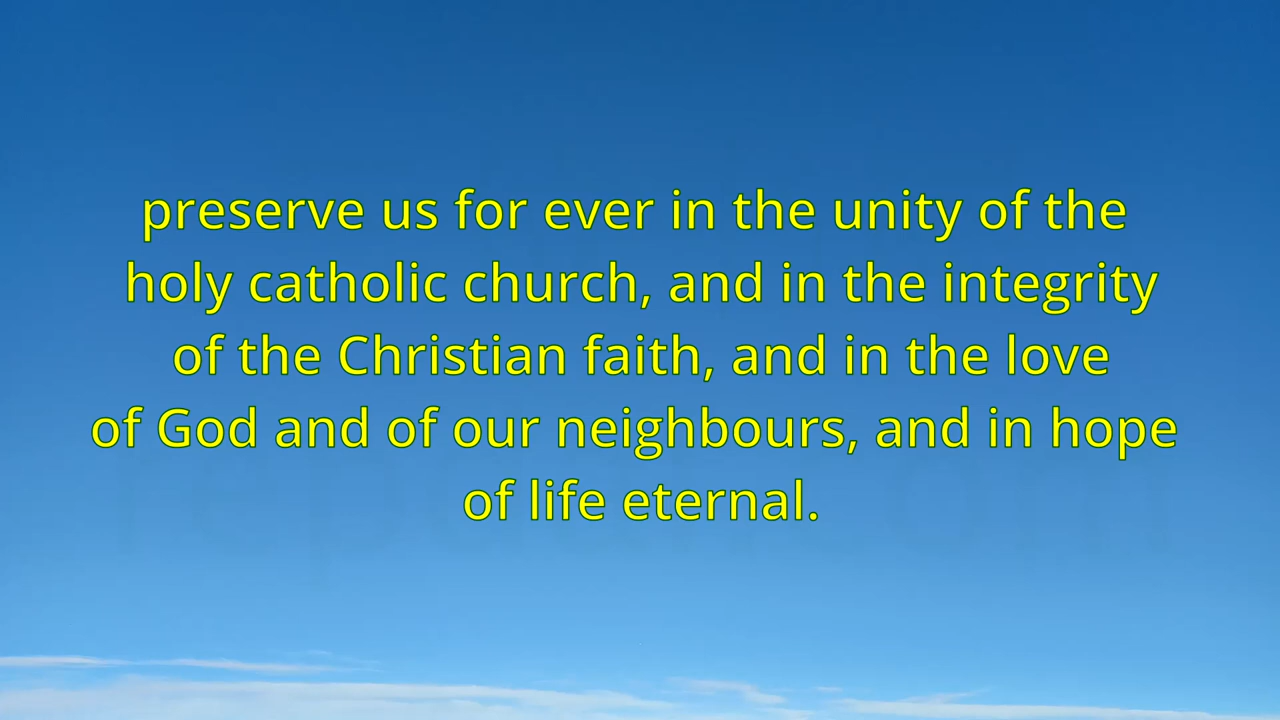 preserve us for ever in the unity of the
holy catholic church, and in the integrity
of the Christian faith, and in the love
of God and of our neighbours, and in hope
of life eternal.